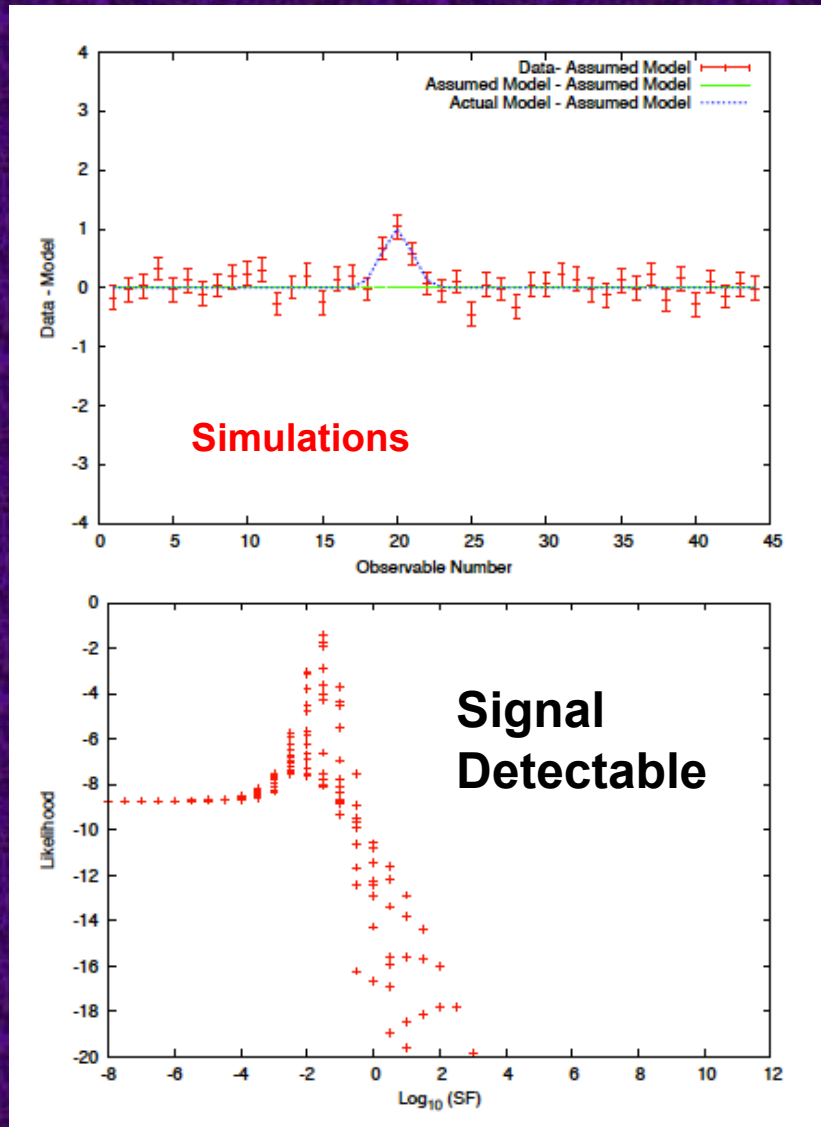 Data- Assumed Model
Assumed Model - Assumed Model
Actual Model - Assumed Model
4
3
2
1
0
-1
-2
-3
-4
Data - Model
Simulations
0 5 10 15 20 25 30 35 40 45
Observable Number
0
-2
-4
-6
-8
-10
-12
-14
-16
-18
-20
Likelihood
Signal
Detectable
-8 -6 -4 -2 0 2 4 6 8 10 12
Log10 (SF)